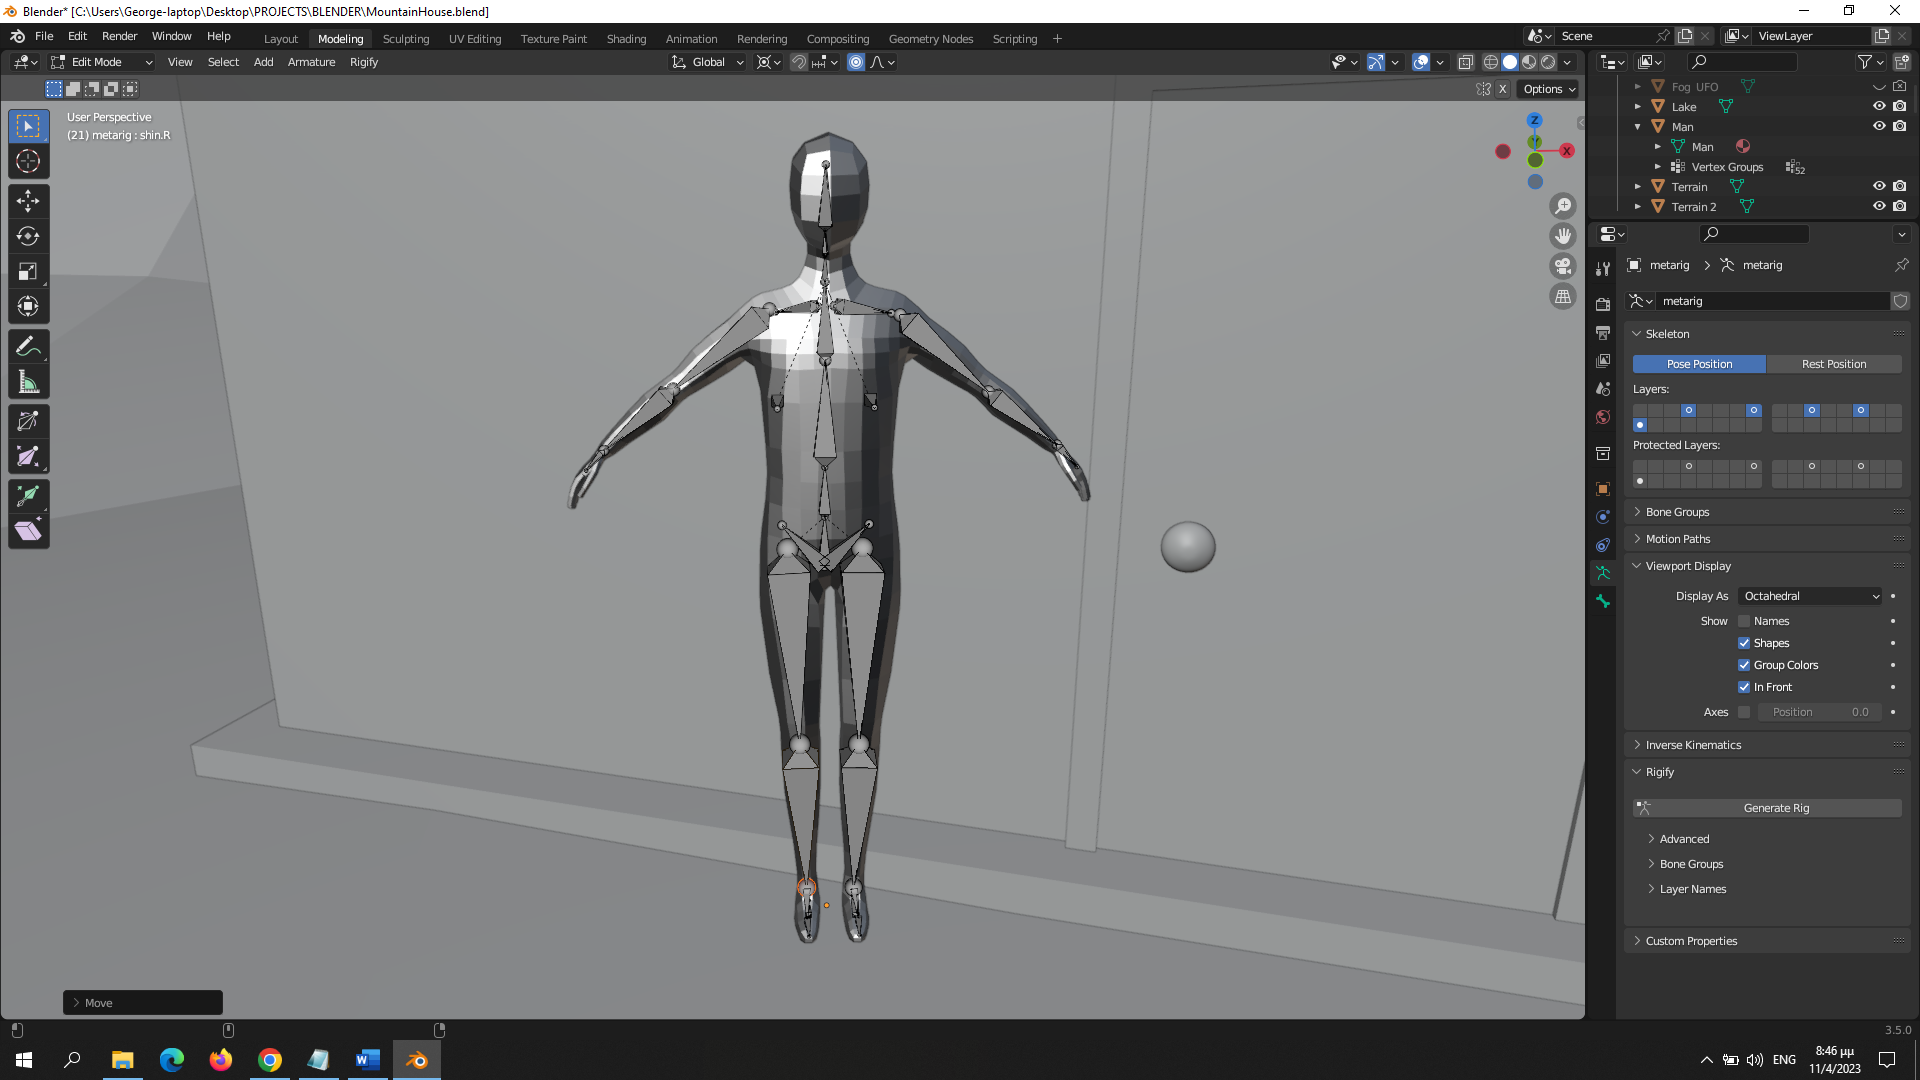 Blender* [C:\Users\George-laptop\Desktop\PROJECTS\BLENDER\MountainHouse.blend]
File Edit Render Window Help
Layout Modeling Sculpting UV Editing Texture Paint Shading Animation Rendering Compositing Geometry Nodes Scripting +
Scene
ViewLayer
Edit Mode
View Select Add Armature Rigify
Global
X
Options
User Perspective
(21) metarig : shin.R
Z
Y
X
Fog UFO
Lake
Man
Man
Vertex Groups
52
Terrain
Terrain 2
metarig > metarig
metarig
Skeleton
Pose Position
Rest Position
Layers:
Protected Layers:
Bone Groups
Motion Paths
Viewport Display
Display As Octahedral
Show Names
Shapes
Group Colors
In Front
Axes Position 0.0
Inverse Kinematics
Rigify
Generate Rig
Advanced
Bone Groups
Layer Names
Custom Properties
Move
3.5.0
ENG
8:46 μμ
11/4/2023